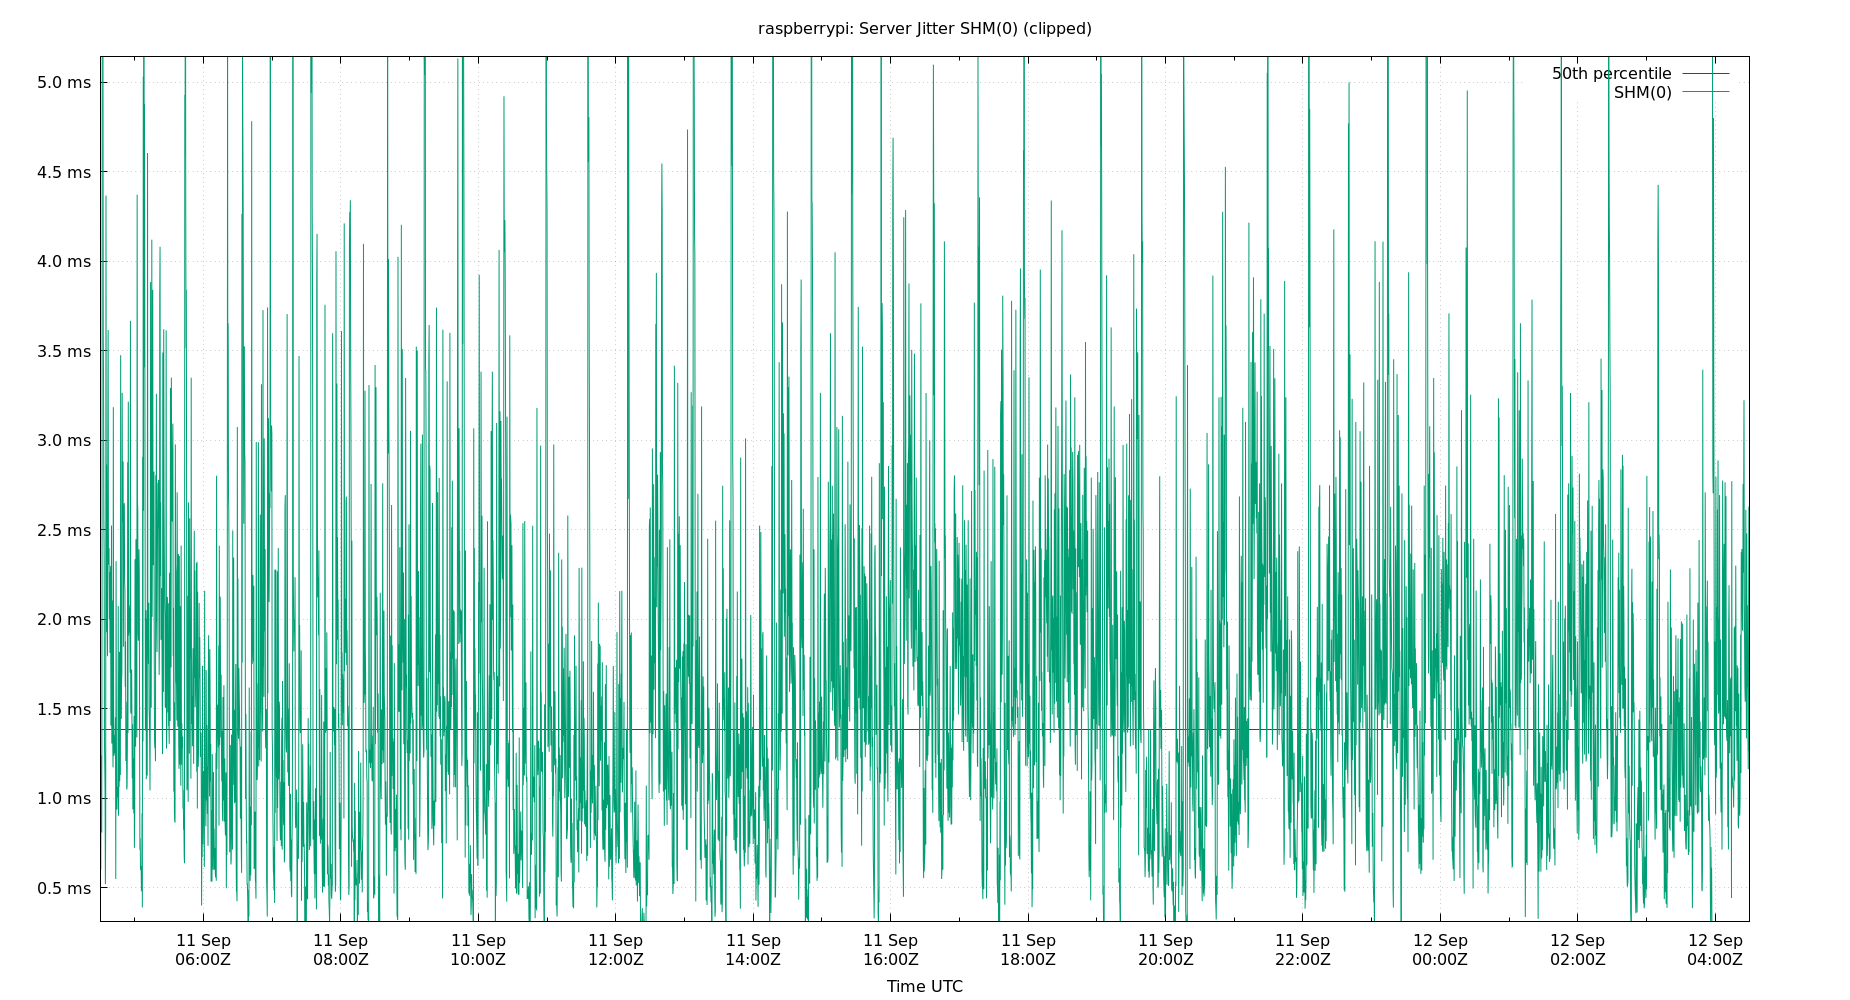 raspberrypi: Server Jitter SHM(0) (clipped)
50th percentile
SHM(0)
5.0 ms
4.5 ms
4.0 ms
3.5 ms
3.0 ms
2.5 ms
2.0 ms
1.5 ms
1.0 ms
0.5 ms
11 Sep 11 Sep 11 Sep 11 Sep 11 Sep 11 Sep 11 Sep 11 Sep 11 Sep 12 Sep 12 Sep 12 Sep
06:00Z 08:00Z 10:00Z 12:00Z 14:00Z 16:00Z 18:00Z 20:00Z 22:00Z 00:00Z 02:00Z 04:00Z
Time UTC